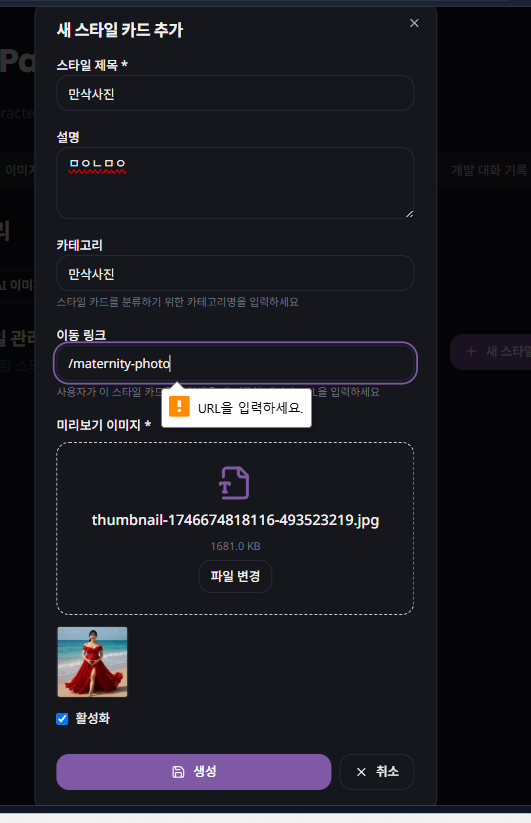 새 스타일 카드 추가
스타일 제목 *
만삭사진
설명
ㅁㅇㄴㅁㅇ
카테고리
만삭사진
스타일 카드를 분류하기 위한 카테고리명을 입력하세요
이동 링크
/maternity-photo
사용자가 이 스타일 카드
입력하세요
URL을 입력하세요.
미리보기 이미지 *
thumbnail-1746674818116-493523219.jpg
1681.0 KB
파일 변경
활성화
생성
취소
Pa
racte
이미지
개발 대화 기록
리
AI 이미
일 관리
할 스
+ 새 스타일